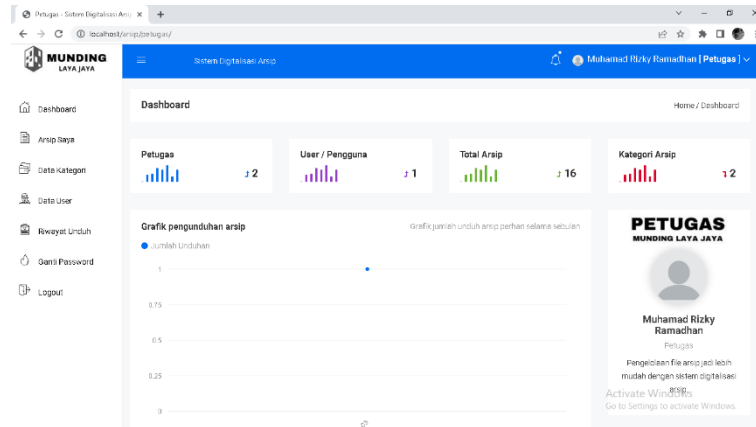 Petugas - Sistem Digitalisasi Arsip
localhost/arsip/petugas/
MUNDING
LAYA JAYA
Sistem Digitalisasi Arsip
Muhamad Rizky Ramadhan [ Petugas ]
Dashboard
Arsip Saya
Data Kategori
Data User
Riwayat Unduh
Ganti Password
Logout
Dashboard
Home / Dashboard
Petugas
2
User / Pengguna
1
Total Arsip
16
Kategori Arsip
2
Grafik pengunduhan arsip
Grafik jumlah unduh arsip perhari selama sebulan
Jumlah Unduhan
1
0.75
0.5
0.25
0
PETUGAS
MUNDING LAYA JAYA
Muhamad Rizky
Ramadhan
Petugas
Pengelolaan file arsip jadi lebih
mudah dengan sistem digitalisasi
arsip.
Activate Windows
Go to Settings to activate Windows.